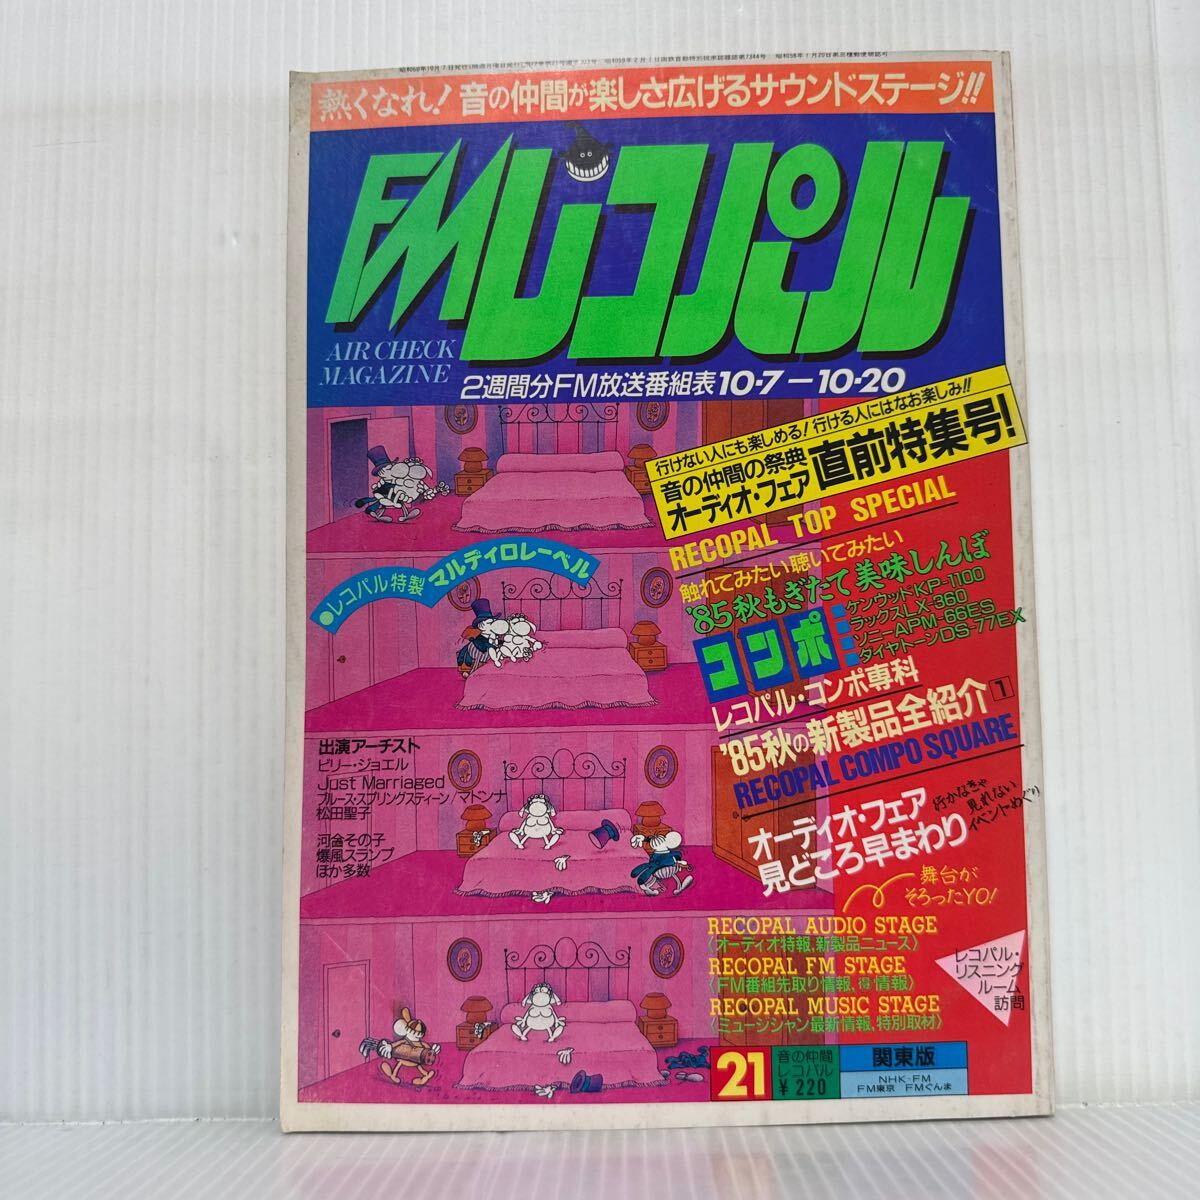 熱くなれ！音の仲間が楽しさ広げるサウンドステージ!!
FMレコパル
AIR CHECK
MAGAZINE
2週間分FM放送番組表10・7－10・20
行けない人にも楽しめる！行ける人にはなお楽しみ!!
音の仲間の祭典
オーディオ・フェア直前特集号！
RECOPAL TOP SPECIAL
触れてみたい聴いてみたい
'85秋もぎたて美味しんぼ
コンポ
ケンウッドKP-1100
ラックスLX-360
ソニーAPM-66ES
ダイヤトーンDS-77EX
レコパル・コンポ専科
'85秋の新製品全紹介1
RECOPAL COMPO SQUARE
オーディオ・フェア
見どころ早まわり
行かなきゃ
見れない
イベントめぐり
舞台が
そろったYO!
RECOPAL AUDIO STAGE
〈オーディオ特報、新製品ニュース〉
RECOPAL FM STAGE
〈FM番組先取り情報、得情報〉
RECOPAL MUSIC STAGE
〈ミュージシャン最新情報、特別取材〉
レコパル・
リスニング
ルーム
訪問
●レコパル特製マルディロレーベル
出演アーチスト
ビリー・ジョエル
Just Marriaged
ブルース・スプリングスティーン／マドンナ
松田聖子
河合その子
爆風スランプ
ほか多数
21
音の仲間
レコパル
¥220
関東版
NHK-FM
FM東京 FMぐんま